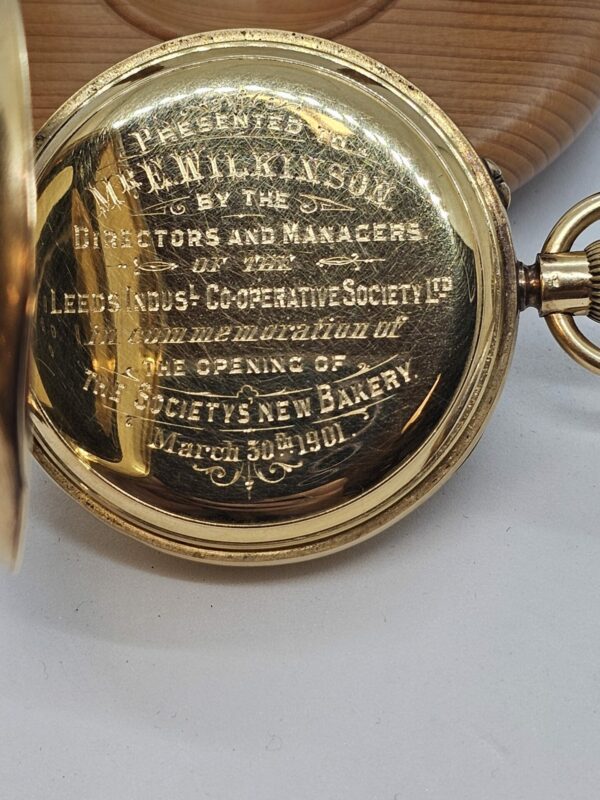 PRESENTED TO
MR E. WILKINSON
BY THE
DIRECTORS AND MANAGERS
OF THE
LEEDS INDUSL CO-OPERATIVE SOCIETY LTD
In commemoration of
THE OPENING OF
THE SOCIETYS' NEW BAKERY.
March 30th 1901.